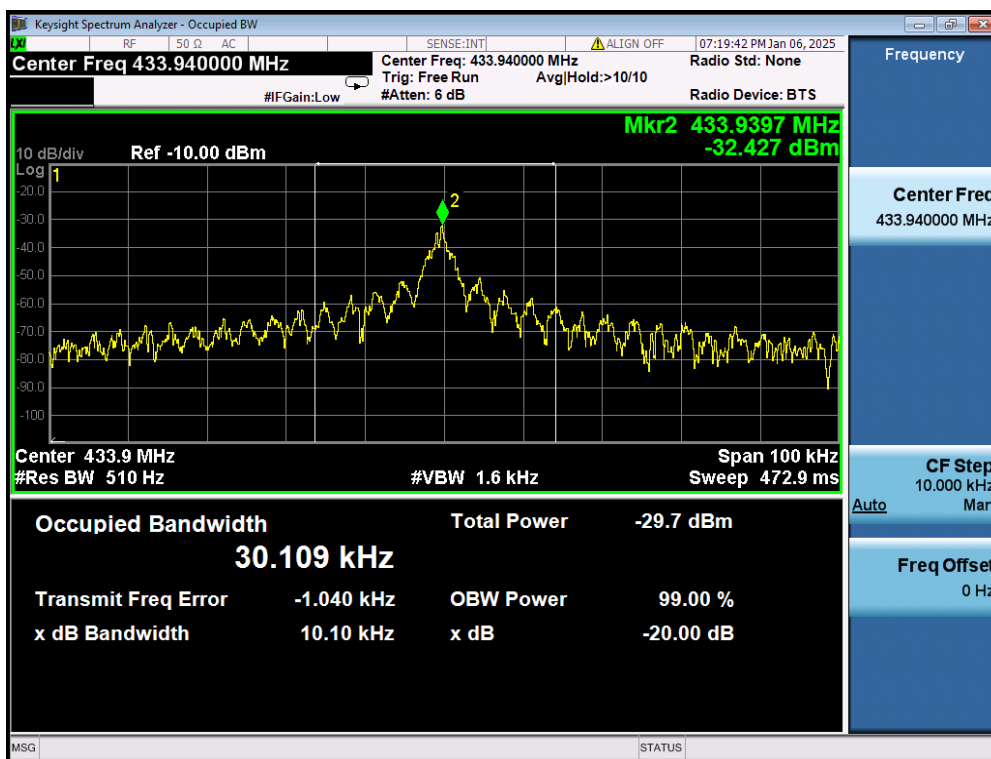 Keysight Spectrum Analyzer - Occupied BW
LXI RF 50 Ω AC SENSE:INT ALIGN OFF 07:19:42 PM Jan 06, 2025
Center Freq 433.940000 MHz
Center Freq: 433.940000 MHz
Radio Std: None
Trig: Free Run Avg|Hold:>10/10
#IFGain:Low
#Atten: 6 dB
Radio Device: BTS
Mkr2 433.9397 MHz
-32.427 dBm
10 dB/div Ref -10.00 dBm
Log
1
2
-20.0
-30.0
-40.0
-50.0
-60.0
-70.0
-80.0
-90.0
-100
Center 433.9 MHz
Span 100 kHz
#Res BW 510 Hz
#VBW 1.6 kHz
Sweep 472.9 ms
Occupied Bandwidth
Total Power -29.7 dBm
30.109 kHz
Transmit Freq Error -1.040 kHz
OBW Power 99.00 %
x dB Bandwidth 10.10 kHz
x dB -20.00 dB
Frequency
Center Freq
433.940000 MHz
CF Step
10.000 kHz
Auto Man
Freq Offset
0 Hz
MSG
STATUS